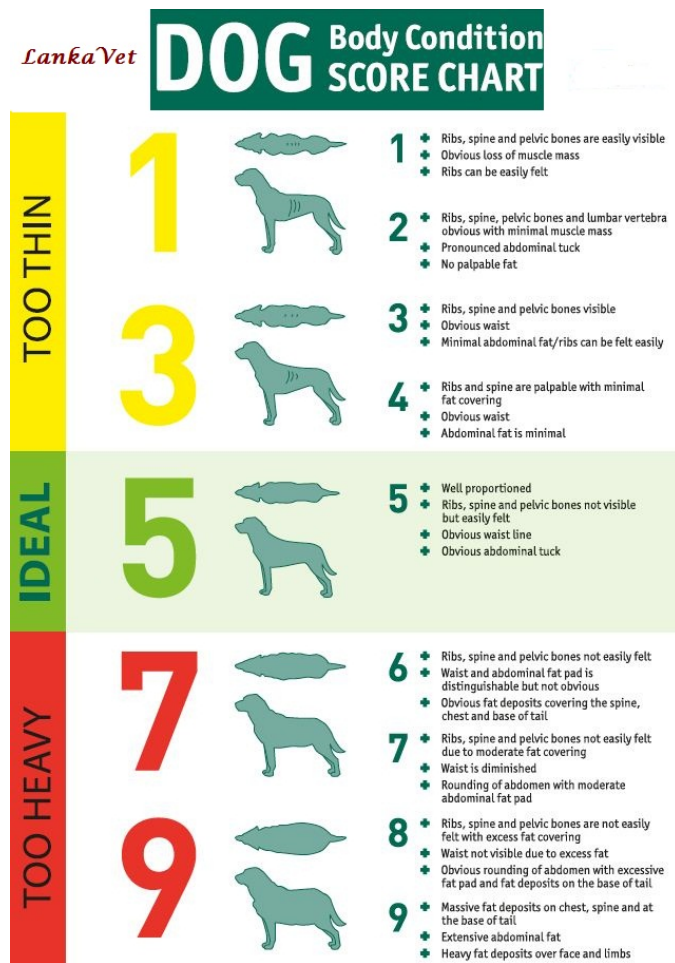 LankaVet
DOG
Body Condition
SCORE CHART
TOO THIN
1
1
Ribs, spine and pelvic bones are easily visible
Obvious loss of muscle mass
Ribs can be easily felt
2
Ribs, spine, pelvic bones and lumbar vertebra
obvious with minimal muscle mass
Pronounced abdominal tuck
No palpable fat
3
3
Ribs, spine and pelvic bones visible
Obvious waist
Minimal abdominal fat/ribs can be felt easily
4
Ribs and spine are palpable with minimal
fat covering
Obvious waist
Abdominal fat is minimal
IDEAL
5
5
Well proportioned
Ribs, spine and pelvic bones not visible
but easily felt
Obvious waist line
Obvious abdominal tuck
TOO HEAVY
7
6
Ribs, spine and pelvic bones not easily felt
Waist and abdominal fat pad is
distinguishable but not obvious
Obvious fat deposits covering the spine,
chest and base of tail
7
Ribs, spine and pelvic bones not easily felt
due to moderate fat covering
Waist is diminished
Rounding of abdomen with moderate
abdominal fat pad
9
8
Ribs, spine and pelvic bones are not easily
felt with excess fat covering
Waist not visible due to excess fat
Obvious rounding of abdomen with excessive
fat pad and fat deposits on the base of tail
9
Massive fat deposits on chest, spine and at
the base of tail
Extensive abdominal fat
Heavy fat deposits over face and limbs